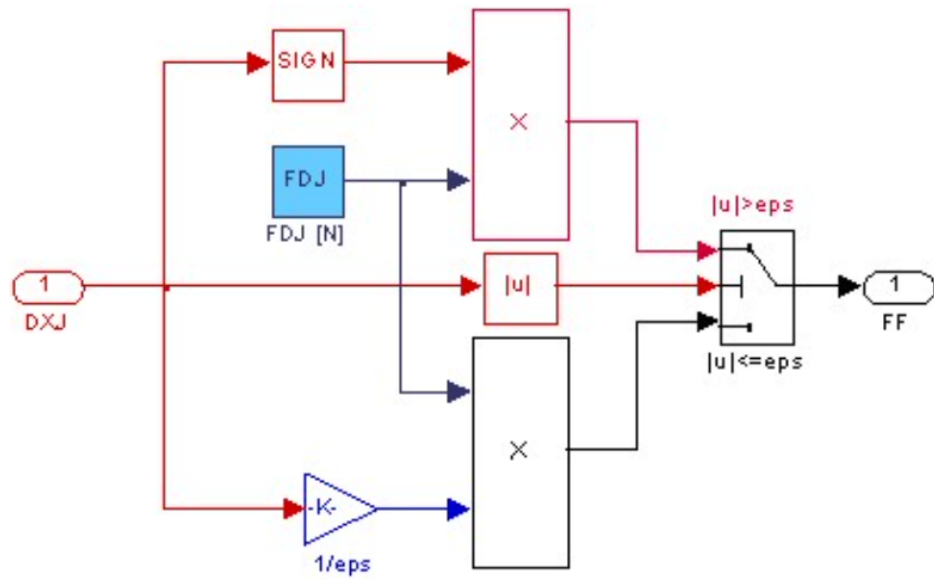 SIGN
×
FDJ
FDJ [N]
|u|>eps
1
DXJ
|u|
1
FF
|u|<=eps
×
-K-
1/eps